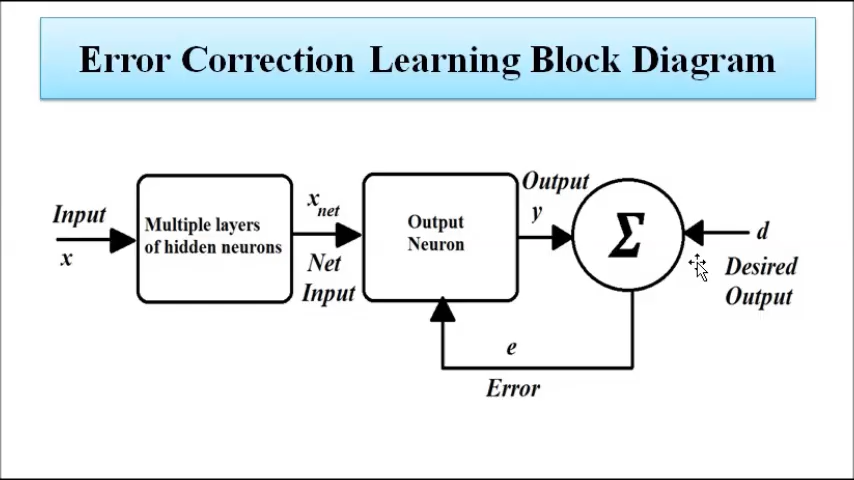 Error Correction Learning Block Diagram
Input
x
Multiple layers
of hidden neurons
x net
Net
Input
Output
Neuron
Output
y
Σ
d
Desired
Output
e
Error